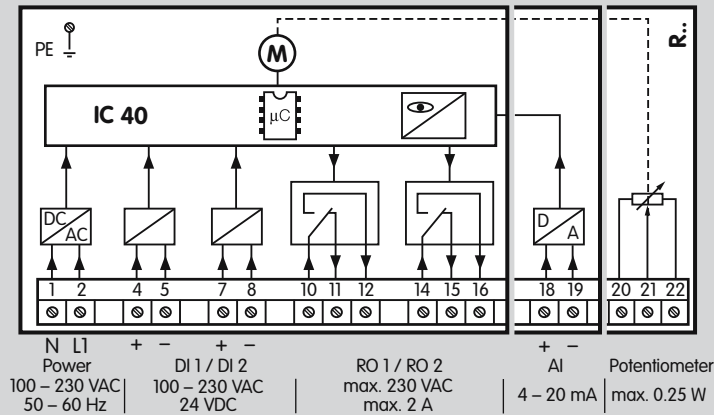 PE
M
R..
IC 40
µC
DC
AC
D
A
1 2 4 5 7 8 10 11 12 14 15 16 18 19 20 21 22
N L1 + − + − + −
Power DI 1 / DI 2 RO 1 / RO 2 AI Potentiometer
100 – 230 VAC 100 – 230 VAC max. 230 VAC 4 – 20 mA max. 0.25 W
50 – 60 Hz 24 VDC max. 2 A